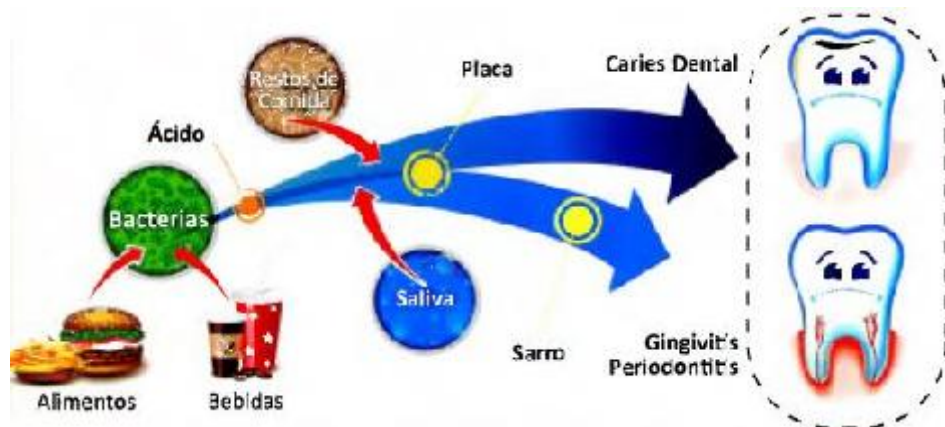 Restos de
Comida
Placa
Caries Dental
Ácido
Bacterias
Saliva
Sarro
Gingivit's
Periodontit's
Alimentos
Bebidas